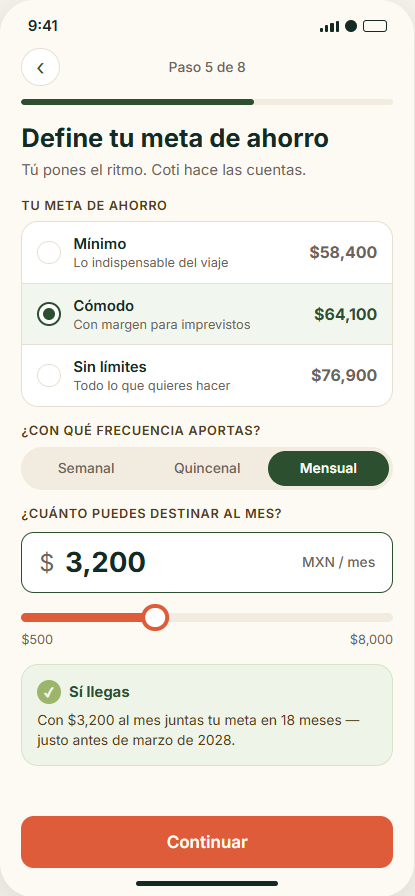 9:41
Paso 5 de 8
Define tu meta de ahorro
Tú pones el ritmo. Coti hace las cuentas.
TU META DE AHORRO
Mínimo
Lo indispensable del viaje
$58,400
Cómodo
Con margen para imprevistos
$64,100
Sin límites
Todo lo que quieres hacer
$76,900
¿CON QUÉ FRECUENCIA APORTAS?
Semanal Quincenal Mensual
¿CUÁNTO PUEDES DESTINAR AL MES?
$ 3,200 MXN / mes
$500 $8,000
Sí llegas
Con $3,200 al mes juntas tu meta en 18 meses —
justo antes de marzo de 2028.
Continuar